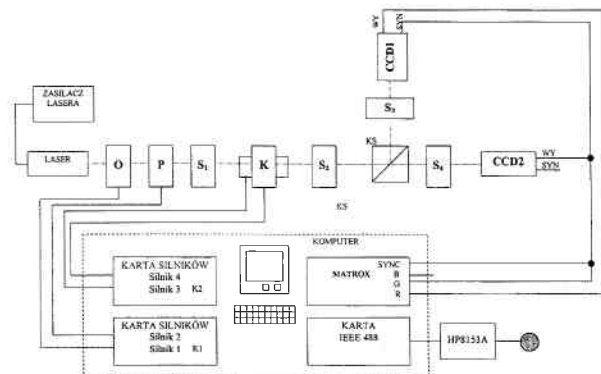 WY
SYN
CCD1
S₃
ZASILACZ
LASERA
LASER
O
P
S₁
K
S₂
KS
S₄
CCD2
WY
SYN
KS
KOMPUTER
KARTA SILNIKÓW
Silnik 4
Silnik 3 K2
MATROX
SYNC
B
G
R
KARTA SILNIKÓW
Silnik 2
Silnik 1 K1
KARTA
IEEE 488
HP8153A